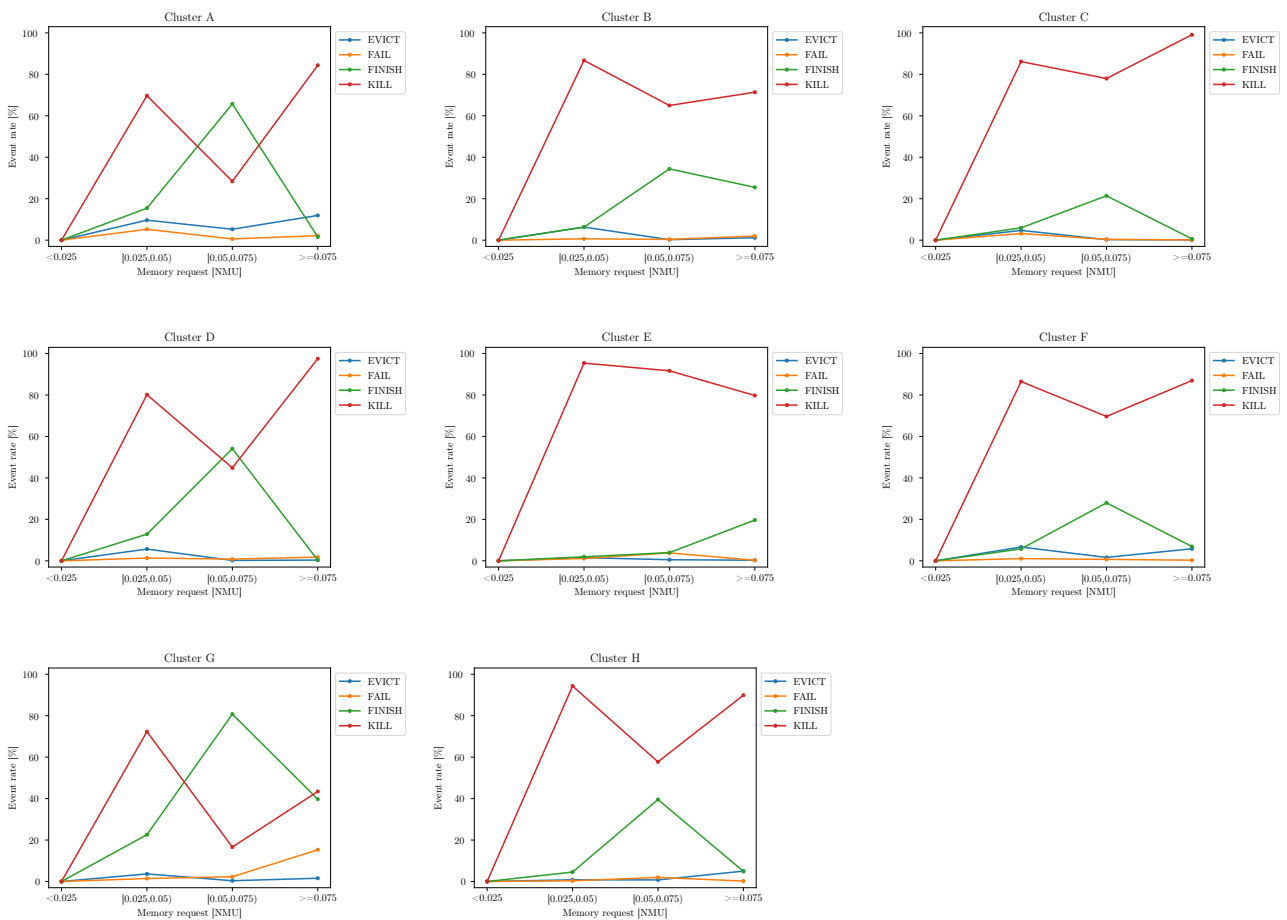 Cluster A
100
80
60
40
20
0
Event rate [%]
<0.025
[0.025,0.05)
[0.05,0.075)
>=0.075
Memory request [NMU]
EVICT
FAIL
FINISH
KILL
Cluster B
100
80
60
40
20
0
Event rate [%]
<0.025
[0.025,0.05)
[0.05,0.075)
>=0.075
Memory request [NMU]
EVICT
FAIL
FINISH
KILL
Cluster C
100
80
60
40
20
0
Event rate [%]
<0.025
[0.025,0.05)
[0.05,0.075)
>=0.075
Memory request [NMU]
EVICT
FAIL
FINISH
KILL
Cluster D
100
80
60
40
20
0
Event rate [%]
<0.025
[0.025,0.05)
[0.05,0.075)
>=0.075
Memory request [NMU]
EVICT
FAIL
FINISH
KILL
Cluster E
100
80
60
40
20
0
Event rate [%]
<0.025
[0.025,0.05)
[0.05,0.075)
>=0.075
Memory request [NMU]
EVICT
FAIL
FINISH
KILL
Cluster F
100
80
60
40
20
0
Event rate [%]
<0.025
[0.025,0.05)
[0.05,0.075)
>=0.075
Memory request [NMU]
EVICT
FAIL
FINISH
KILL
Cluster G
100
80
60
40
20
0
Event rate [%]
<0.025
[0.025,0.05)
[0.05,0.075)
>=0.075
Memory request [NMU]
EVICT
FAIL
FINISH
KILL
Cluster H
100
80
60
40
20
0
Event rate [%]
<0.025
[0.025,0.05)
[0.05,0.075)
>=0.075
Memory request [NMU]
EVICT
FAIL
FINISH
KILL